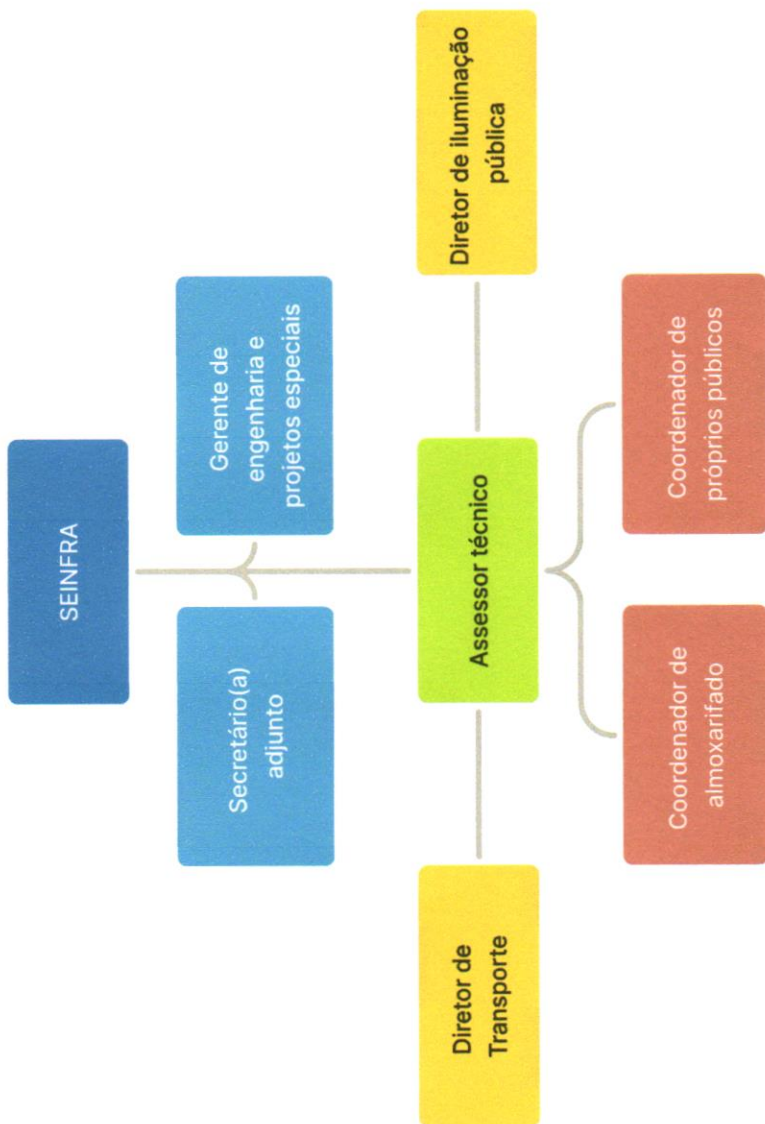 SEINFRA
Secretário(a)
adjunto
Gerente de
engenharia e
projetos especiais
Diretor de
Transporte
Assessor técnico
Diretor de iluminação
pública
Coordenador de
almoxarifado
Coordenador de
próprios públicos